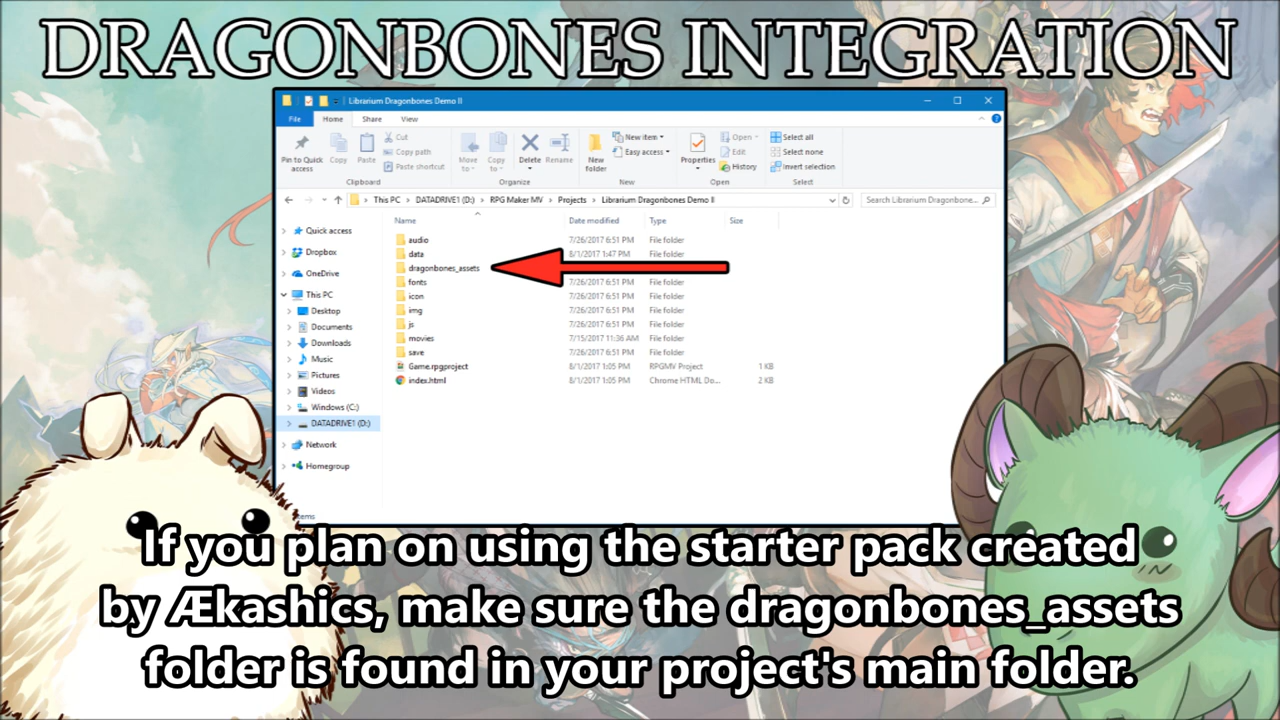 DRAGONBONES INTEGRATION
Librarium Dragonbones Demo II
File Home Share View
Pin to Quick access
Copy
Paste
Cut
Copy path
Paste shortcut
Clipboard
Move to
Copy to
Delete
Rename
Organize
New folder
New item
Easy access
New
Properties
Open
Edit
History
Open
Select all
Select none
Invert selection
Select
This PC > DATADRIVE1 (D:) > RPG Maker MV > Projects > Librarium Dragonbones Demo II
Search Librarium Dragonbone...
Name Date modified Type Size
Quick access
Dropbox
OneDrive
This PC
Desktop
Documents
Downloads
Music
Pictures
Videos
Windows (C:)
DATADRIVE1 (D:)
Network
Homegroup
audio 7/26/2017 6:51 PM File folder
data 8/1/2017 1:47 PM File folder
dragonbones_assets File folder
fonts 7/26/2017 6:51 PM File folder
icon 7/26/2017 6:51 PM File folder
img 7/26/2017 6:51 PM File folder
js 7/26/2017 6:51 PM File folder
movies 7/15/2017 11:36 AM File folder
save 7/26/2017 6:51 PM File folder
Game.rpgproject 8/1/2017 1:05 PM RPGMV Project 1 KB
index.html 8/1/2017 1:05 PM Chrome HTML Do... 2 KB
If you plan on using the starter pack created
by Ækashics, make sure the dragonbones_assets
folder is found in your project's main folder.